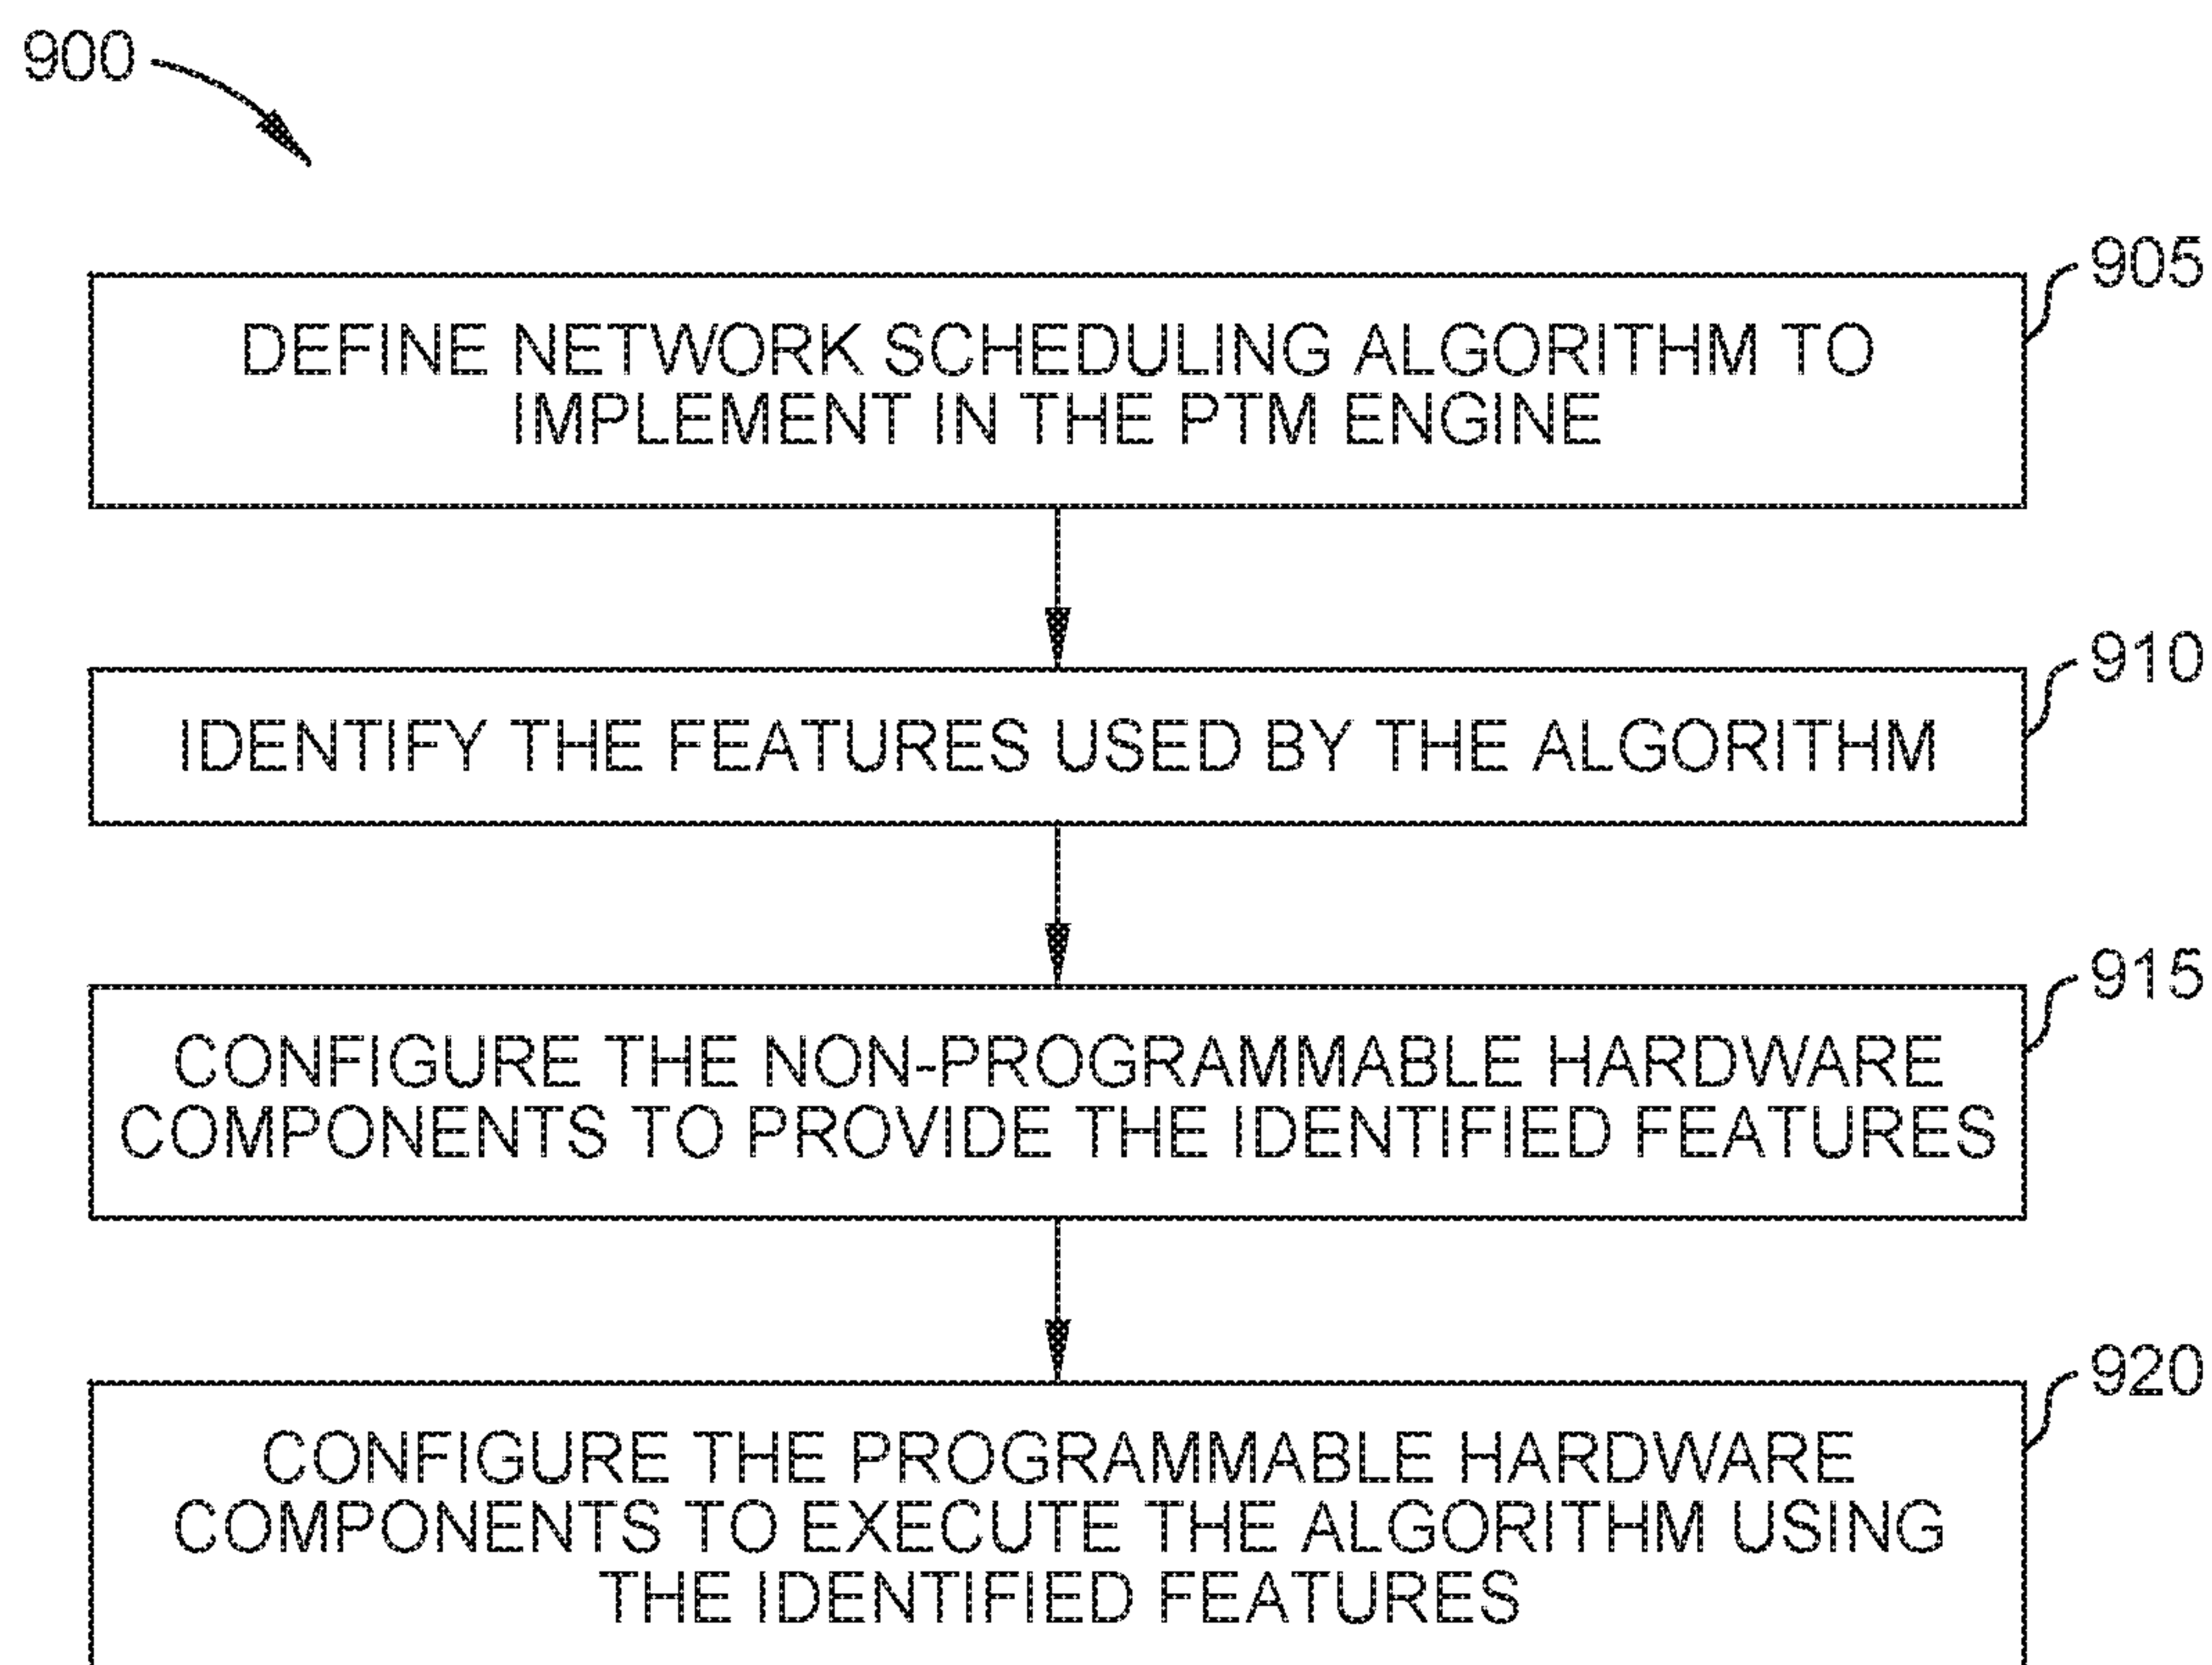 900
905
DEFINE NETWORK SCHEDULING ALGORITHM TO
IMPLEMENT IN THE PTM ENGINE
910
IDENTIFY THE FEATURES USED BY THE ALGORITHM
915
CONFIGURE THE NON-PROGRAMMABLE HARDWARE
COMPONENTS TO PROVIDE THE IDENTIFIED FEATURES
920
CONFIGURE THE PROGRAMMABLE HARDWARE
COMPONENTS TO EXECUTE THE ALGORITHM USING
THE IDENTIFIED FEATURES